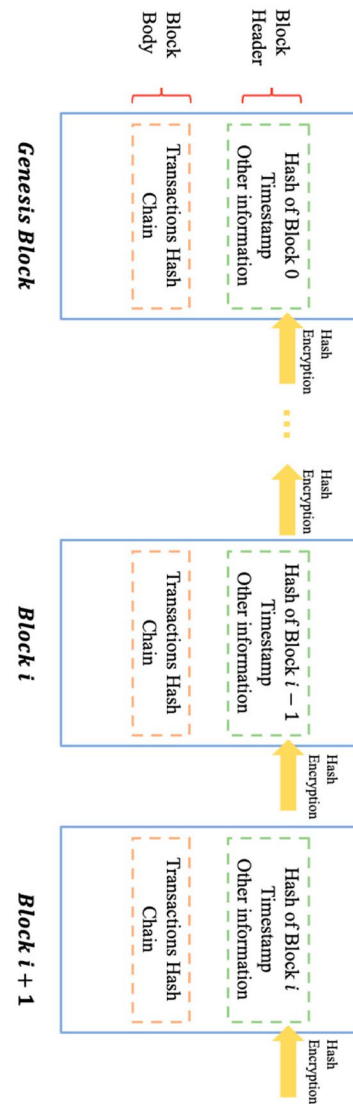 Block
Header
Block
Body
Hash of Block 0
Timestamp
Other information
Transactions Hash
Chain
Genesis Block
Hash
Encryption
...
Hash
Encryption
Hash of Block i − 1
Timestamp
Other information
Transactions Hash
Chain
Block i
Hash
Encryption
Hash of Block i
Timestamp
Other information
Transactions Hash
Chain
Block i + 1
Hash
Encryption